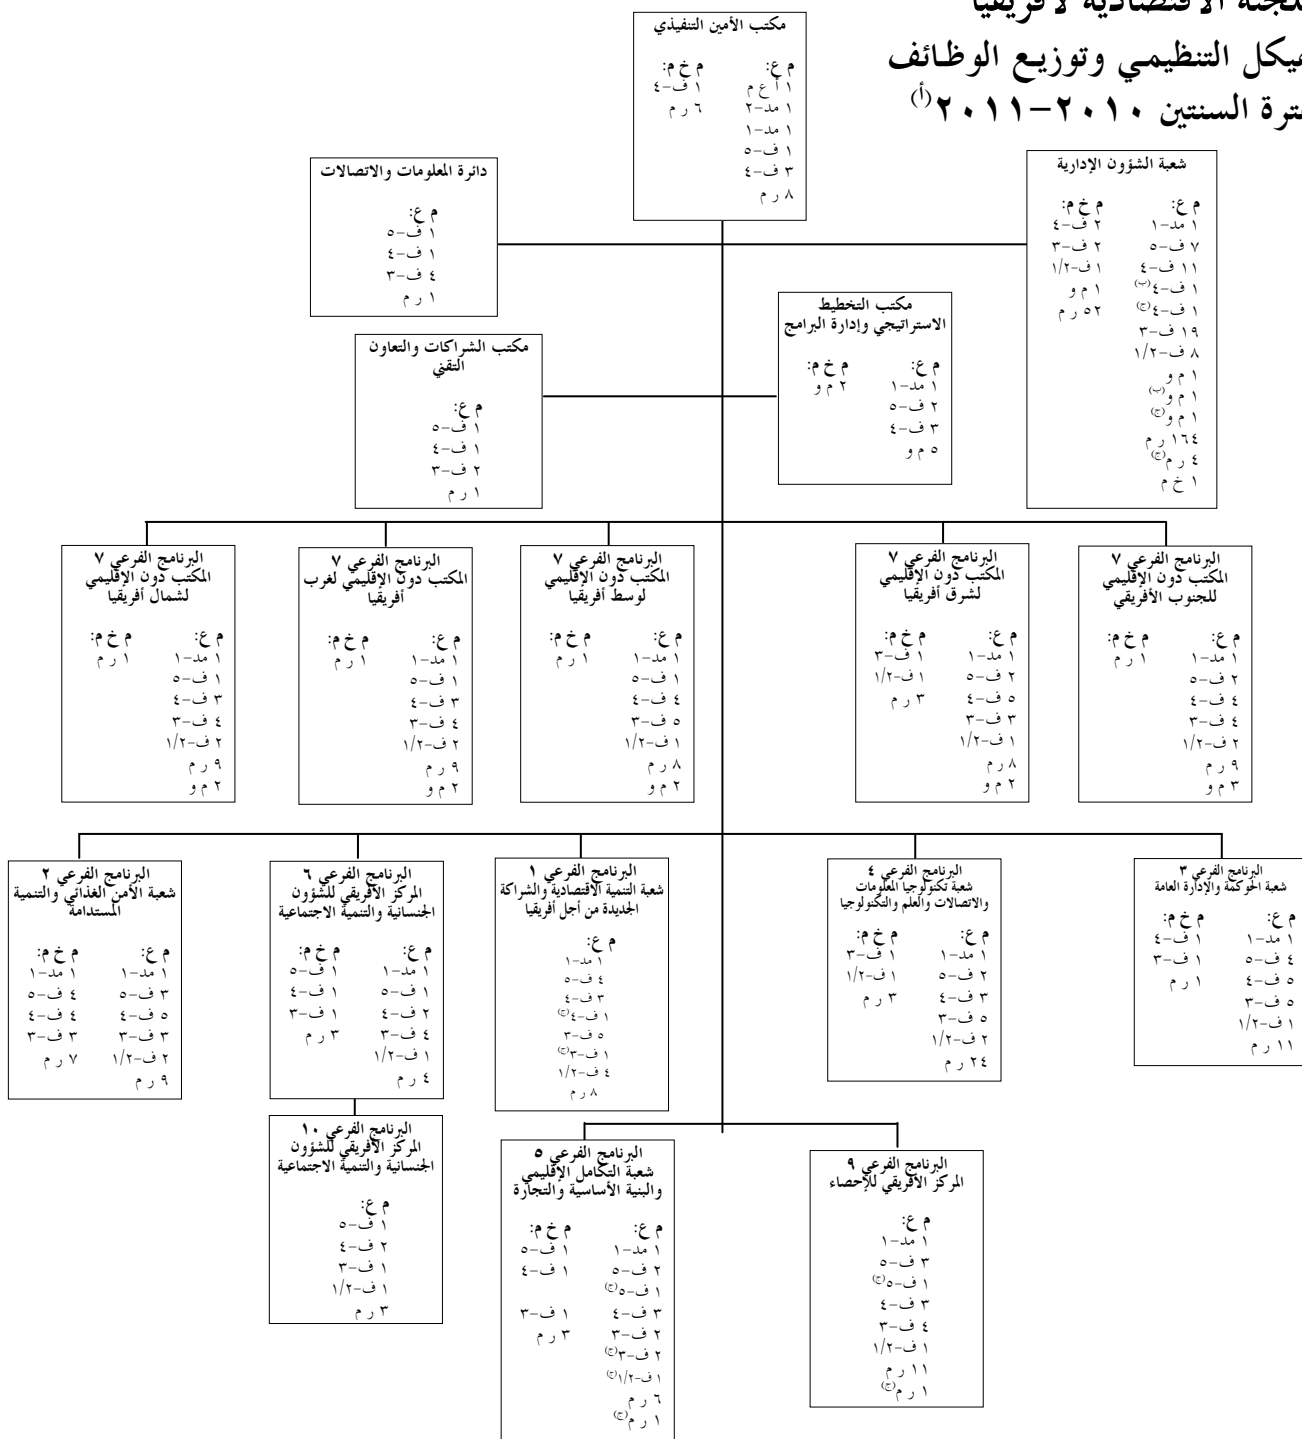 للجنة الاقتصادية لأفريقيا
هيكل التنظيمي وتوزيع الوظائف
فترة السنتين ٢٠١٠-٢٠١١(أ)
مكتب الأمين التنفيذي
م ع: م خ م:
١ أ ع م ١ ف-٤
١ مد-٢ ٦ ر م
١ مد-١
١ ف-٥
٣ ف-٤
٨ ر م
شعبة الشؤون الإدارية
م ع: م خ م:
١ مد-١ ٢ ف-٤
٧ ف-٥ ٢ ف-٣
١١ ف-٤ ١ ف-١/٢
١ ف-٤(ب) ١ م و
١ ف-٤(ج) ٥٢ ر م
١٩ ف-٣
٨ ف-١/٢
١ م و
١ م و(ب)
١ م و(ج)
١٦٤ ر م
٤ ر م(ج)
١ خ م
دائرة المعلومات والاتصالات
م ع:
١ ف-٥
١ ف-٤
٤ ف-٣
١ ر م
مكتب التخطيط
الاستراتيجي وإدارة البرامج
م ع: م خ م:
١ مد-١ ٢ م و
٢ ف-٥
٣ ف-٤
٥ م و
مكتب الشراكات والتعاون
التقني
م ع:
١ ف-٥
١ ف-٤
٢ ف-٣
١ ر م
البرنامج الفرعي ٧
المكتب دون الإقليمي
للجنوب الأفريقي
م ع: م خ م:
١ مد-١ ١ ر م
٢ ف-٥
٤ ف-٤
٤ ف-٣
٢ ف-١/٢
٩ ر م
٣ م و
البرنامج الفرعي ٧
المكتب دون الإقليمي
لشرق أفريقيا
م ع: م خ م:
١ مد-١ ١ ف-٣
٢ ف-٥ ١ ف-١/٢
٥ ف-٤ ٣ ر م
٣ ف-٣
١ ف-١/٢
٨ ر م
٢ م و
البرنامج الفرعي ٧
المكتب دون الإقليمي
لوسط أفريقيا
م ع: م خ م:
١ مد-١ ١ ر م
١ ف-٥
٤ ف-٤
٥ ف-٣
١ ف-١/٢
٨ ر م
٢ م و
البرنامج الفرعي ٧
المكتب دون الإقليمي لغرب
أفريقيا
م ع: م خ م:
١ مد-١ ١ ر م
١ ف-٥
٣ ف-٤
٤ ف-٣
٢ ف-١/٢
٩ ر م
٢ م و
البرنامج الفرعي ٧
المكتب دون الإقليمي
لشمال أفريقيا
م ع: م خ م:
١ مد-١ ١ ر م
١ ف-٥
٣ ف-٤
٤ ف-٣
٢ ف-١/٢
٩ ر م
٢ م و
البرنامج الفرعي ٣
شعبة الحوكمة والإدارة العامة
م ع: م خ م:
١ مد-١ ١ ف-٤
٤ ف-٥ ١ ف-٣
٥ ف-٤ ١ ر م
٥ ف-٣
١ ف-١/٢
١١ ر م
البرنامج الفرعي ٤
شعبة تكنولوجيا المعلومات
والاتصالات والعلم والتكنولوجيا
م ع: م خ م:
١ مد-١ ١ ف-٣
٢ ف-٥ ١ ف-١/٢
٣ ف-٤ ٣ ر م
٥ ف-٣
٢ ف-١/٢
٢٤ ر م
البرنامج الفرعي ١
شعبة التنمية الاقتصادية والشراكة
الجديدة من أجل أفريقيا
م ع:
١ مد-١
٤ ف-٥
٣ ف-٤
١ ف-٤(ج)
٥ ف-٣
١ ف-٣(ج)
٤ ف-١/٢
٨ ر م
البرنامج الفرعي ٦
المركز الأفريقي للشؤون
الجنسانية والتنمية الاجتماعية
م ع: م خ م:
١ مد-١ ١ ف-٥
١ ف-٥ ١ ف-٤
٢ ف-٤ ١ ف-٣
٤ ف-٣ ٣ ر م
١ ف-١/٢
٤ ر م
البرنامج الفرعي ٢
شعبة الأمن الغذائي والتنمية
المستدامة
م ع: م خ م:
١ مد-١ ١ مد-١
٣ ف-٥ ٤ ف-٥
٥ ف-٤ ٤ ف-٤
٣ ف-٣ ٣ ف-٣
٢ ف-١/٢ ٧ ر م
٩ ر م
البرنامج الفرعي ٩
المركز الأفريقي للإحصاء
م ع:
١ مد-١
٣ ف-٥
١ ف-٥(ج)
٣ ف-٤
٤ ف-٣
١ ف-١/٢
١١ ر م
١ ر م(ج)
البرنامج الفرعي ٥
شعبة التكامل الإقليمي
والبنية الأساسية والتجارة
م ع: م خ م:
١ مد-١ ١ ف-٥
٢ ف-٥ ١ ف-٤
١ ف-٥(ج)
٣ ف-٤ ١ ف-٣
٢ ف-٣ ٣ ر م
٢ ف-٣(ج)
١ ف-١/٢(ج)
٦ ر م
١ ر م(ج)
البرنامج الفرعي ١٠
المركز الأفريقي للشؤون
الجنسانية والتنمية الاجتماعية
م ع:
١ ف-٥
٢ ف-٤
١ ف-٣
١ ف-١/٢
٣ ر م